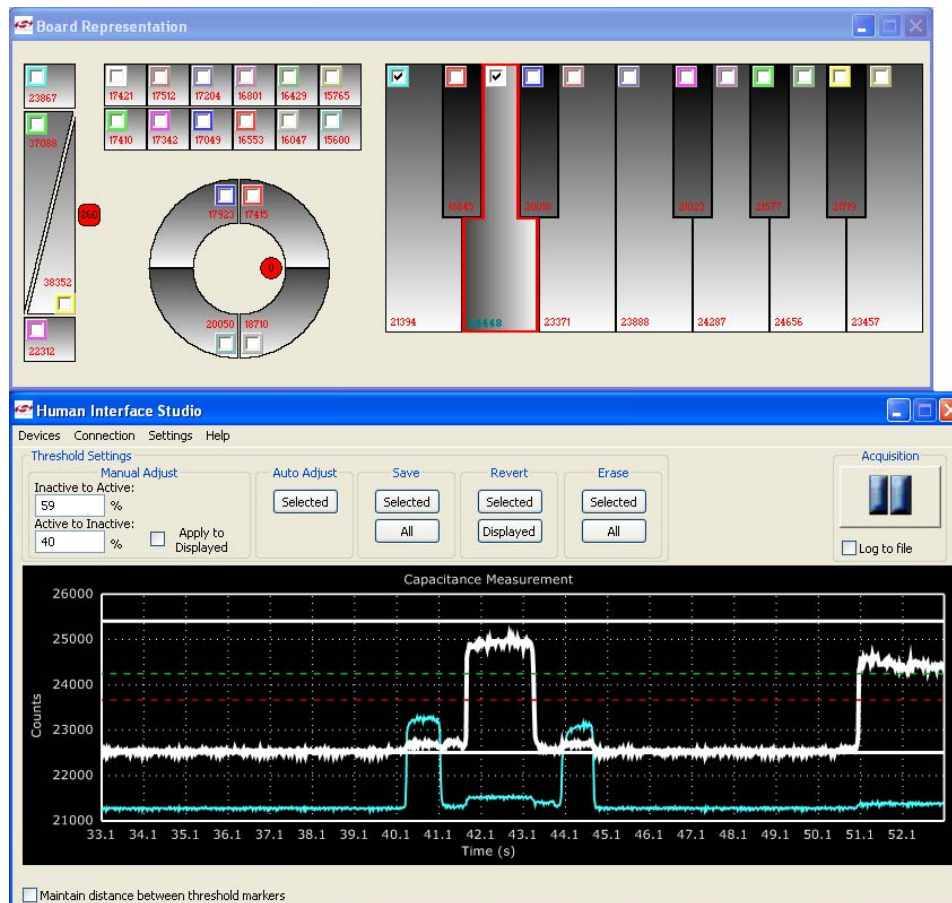 Board Representation
23867
17421 17512 17204 16801 16429 15765
37088
17410 17342 17049 16553 16047 15600
260
17923 17415
0
38352
20050 18710
22312
18845 20018 21023 21577 21719
21394 24448 23371 23888 24287 24656 23457
Human Interface Studio
Devices Connection Settings Help
Threshold Settings
Manual Adjust
Inactive to Active:
59 %
Active to Inactive:
40 %
Apply to
Displayed
Auto Adjust
Selected
Save
Selected
All
Revert
Selected
Displayed
Erase
Selected
All
Acquisition
Log to file
Capacitance Measurement
26000
25000
24000
23000
22000
21000
Counts
33.1 34.1 35.1 36.1 37.1 38.1 39.1 40.1 41.1 42.1 43.1 44.1 45.1 46.1 47.1 48.1 49.1 50.1 51.1 52.1
Time (s)
Maintain distance between threshold markers